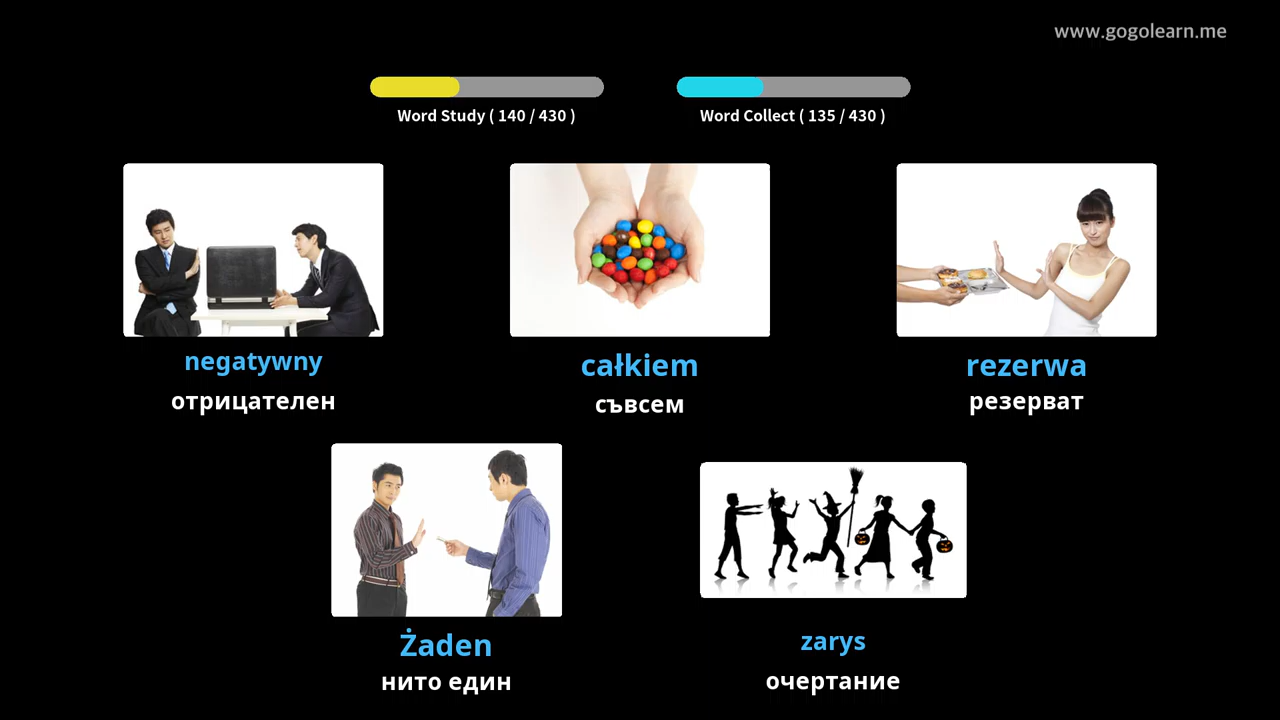 www.gogolearn.me
Word Study ( 140 / 430 )
Word Collect ( 135 / 430 )
negatywny
отрицателен
całkiem
съвсем
rezerwa
резерват
Żaden
нито един
zarys
очертание